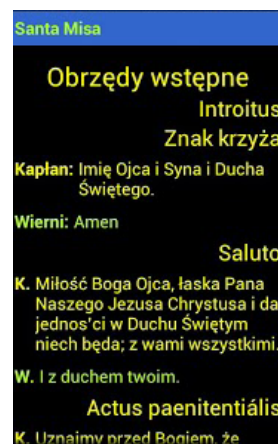 Santa Misa
Obrzędy wstępne
Introitus
Znak krzyża
Kapłan: Imię Ojca i Syna i Ducha
Świętego.
Wierni: Amen
Saluto
K. Miłość Boga Ojca, łaska Pana
Naszego Jezusa Chrystusa i da
jednos'ci w Duchu Świętym
niech będa; z wami wszystkimi.
W. I z duchem twoim.
Actus paenitentiális
K. Uznajmy przed Bogiem, że